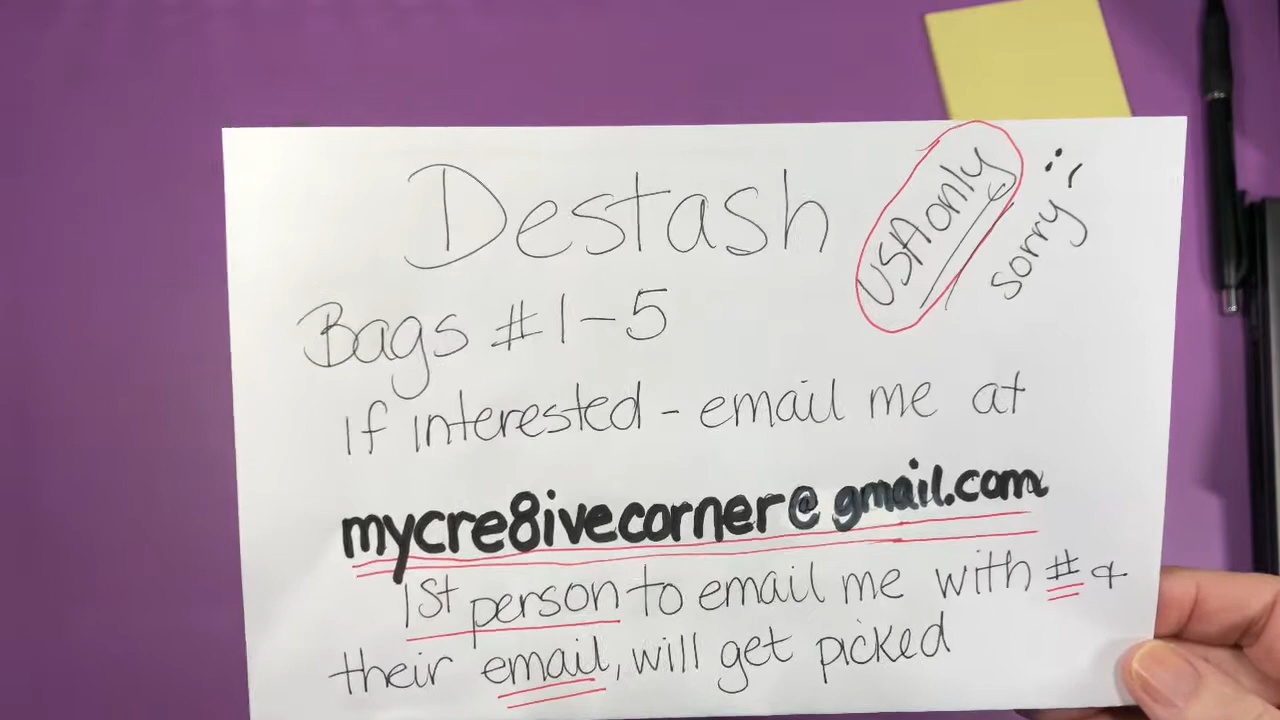 Destash
USA only
sorry :(
Bags #1-5
If interested - email me at
mycre8ivecorner@gmail.com
1st person to email me with # &
their email, will get picked